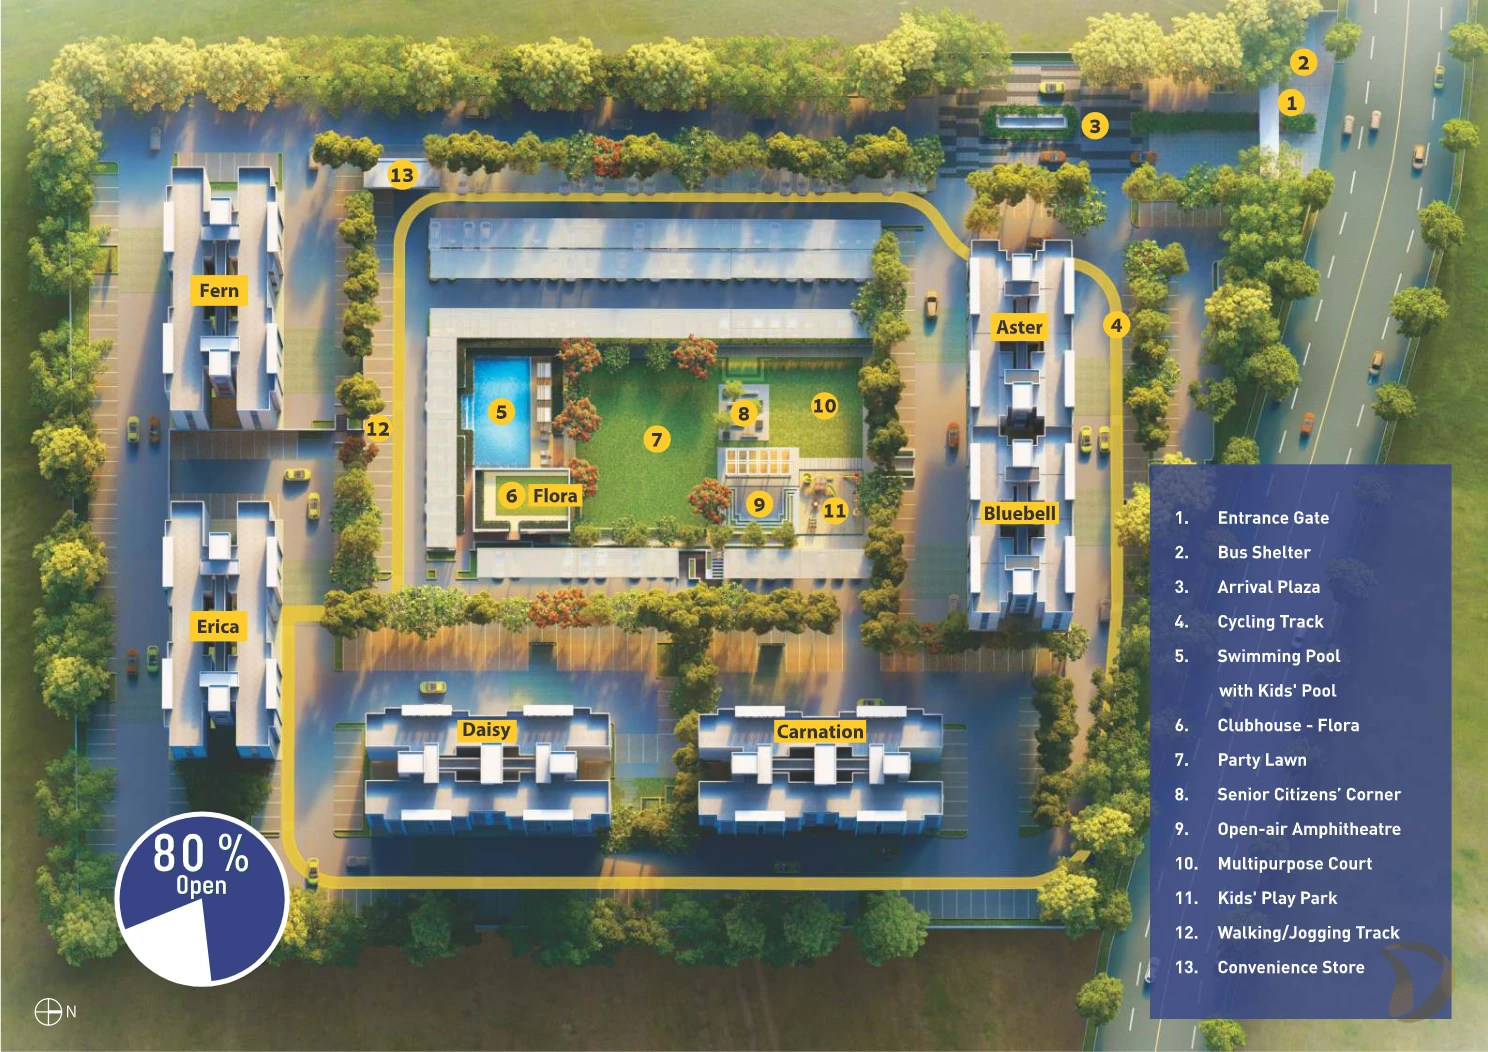 2
1
3
13
Fern
Aster
4
5
8
10
12
7
6 Flora
9
11
Bluebell
Erica
Daisy
Carnation
80 %
Open
N
1. Entrance Gate
2. Bus Shelter
3. Arrival Plaza
4. Cycling Track
5. Swimming Pool
with Kids' Pool
6. Clubhouse - Flora
7. Party Lawn
8. Senior Citizens’ Corner
9. Open-air Amphitheatre
10. Multipurpose Court
11. Kids' Play Park
12. Walking/Jogging Track
13. Convenience Store